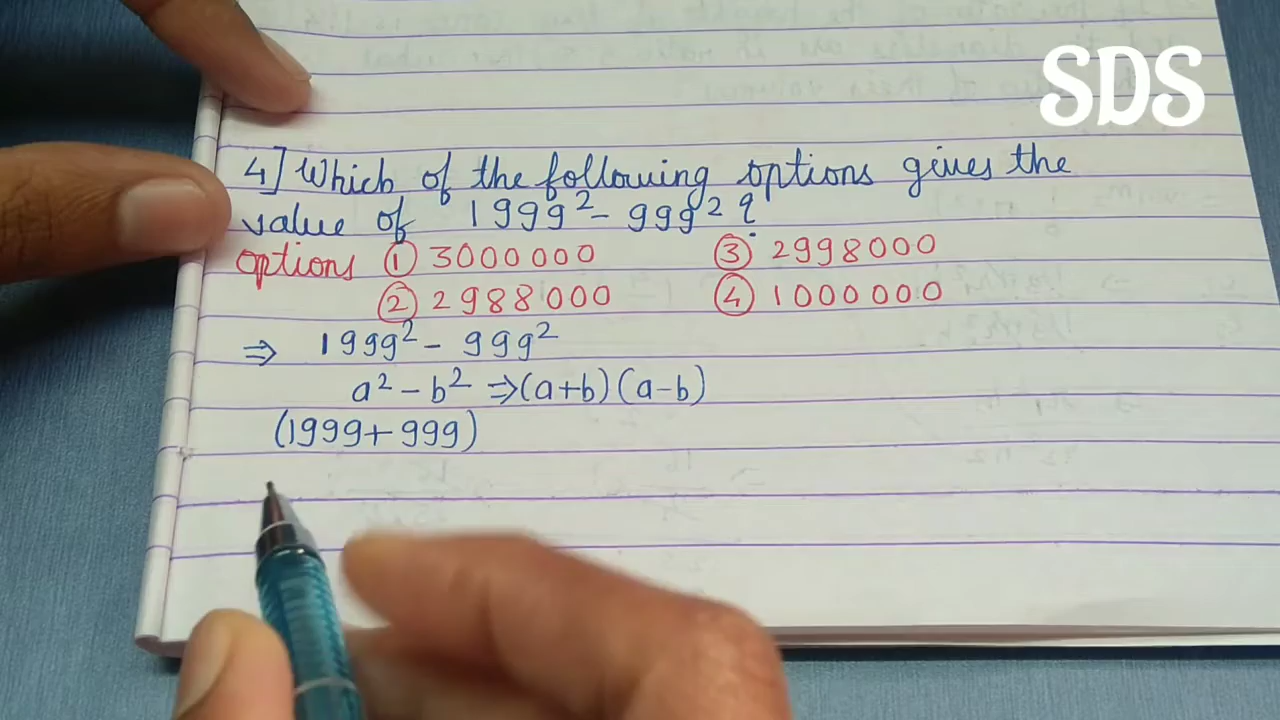 SDS
4] Which of the following options gives the
value of 1999² - 999² ?
options ① 3000000 ③ 2998000
② 2988000 ④ 1000000
⇒ 1999² - 999²
a² - b² ⇒ (a+b) (a-b)
(1999+999)